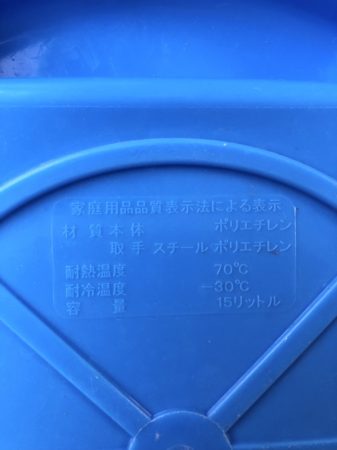 家庭用品品質表示法による表示
材質本体 ポリエチレン
取手 スチール・ポリエチレン
耐熱温度 70℃
耐冷温度 −30℃
容量 15リットル